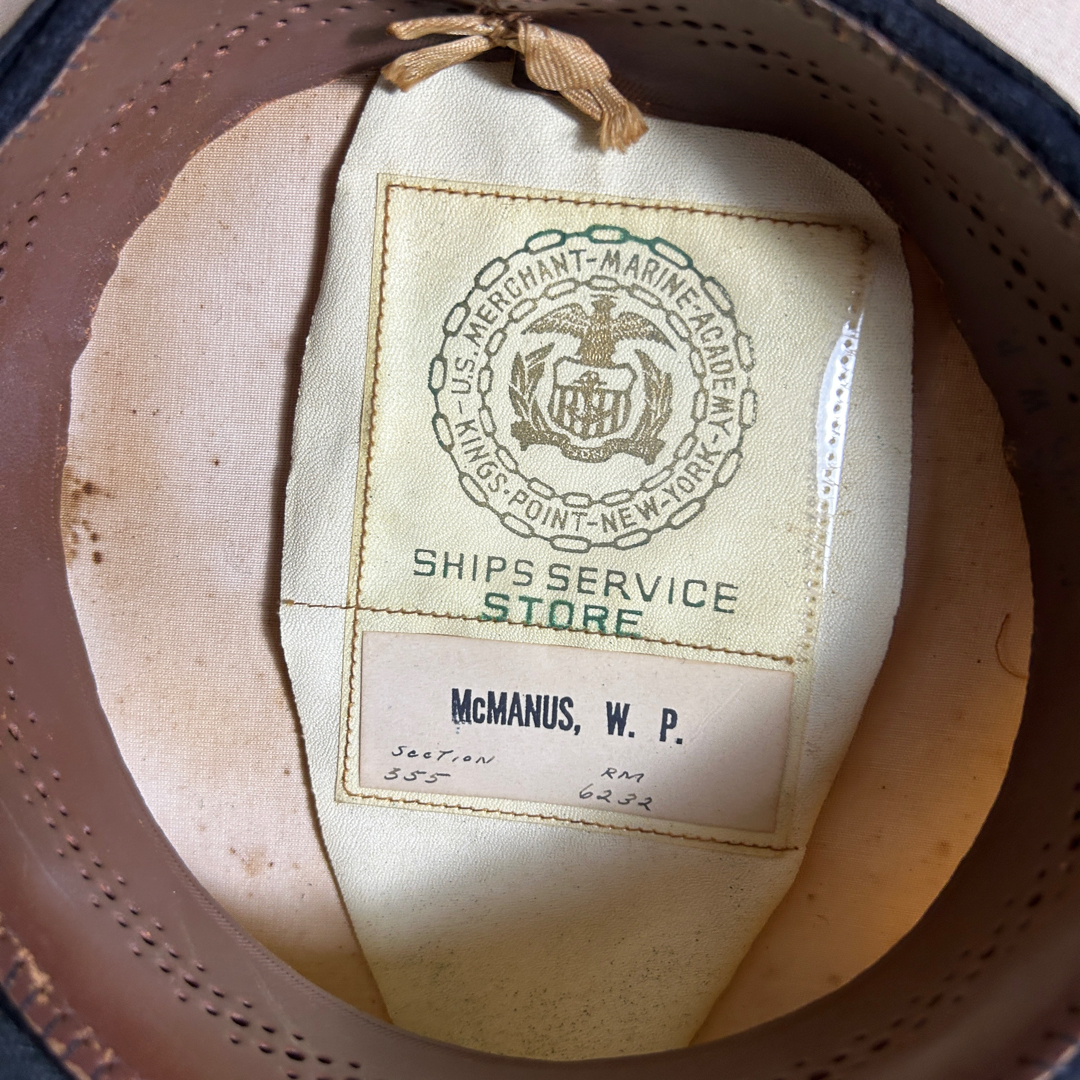 U.S. MERCHANT-MARINE-ACADEMY-
KINGS·POINT-NEW-YORK-
SHIPS SERVICE
STORE
McMANUS, W. P.
SECTION RM
355 6232